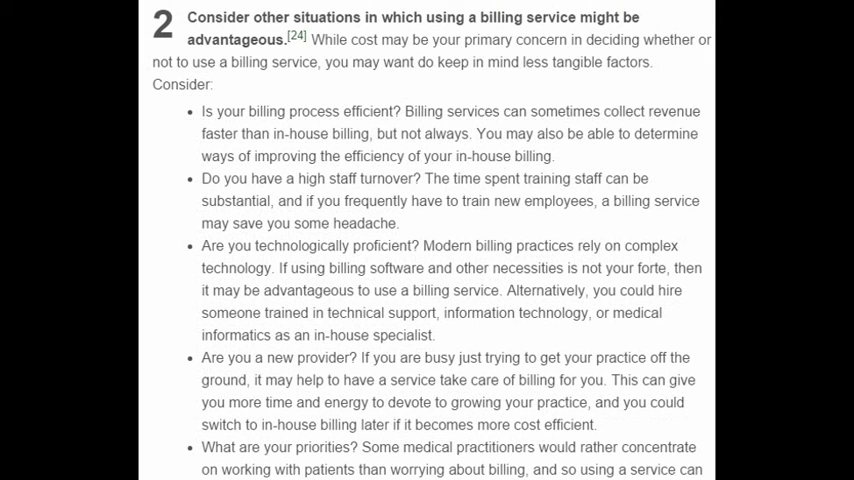 2 Consider other situations in which using a billing service might be
advantageous.[24] While cost may be your primary concern in deciding whether or
not to use a billing service, you may want do keep in mind less tangible factors.
Consider:
• Is your billing process efficient? Billing services can sometimes collect revenue
faster than in-house billing, but not always. You may also be able to determine
ways of improving the efficiency of your in-house billing.
• Do you have a high staff turnover? The time spent training staff can be
substantial, and if you frequently have to train new employees, a billing service
may save you some headache.
• Are you technologically proficient? Modern billing practices rely on complex
technology. If using billing software and other necessities is not your forte, then
it may be advantageous to use a billing service. Alternatively, you could hire
someone trained in technical support, information technology, or medical
informatics as an in-house specialist.
• Are you a new provider? If you are busy just trying to get your practice off the
ground, it may help to have a service take care of billing for you. This can give
you more time and energy to devote to growing your practice, and you could
switch to in-house billing later if it becomes more cost efficient.
• What are your priorities? Some medical practitioners would rather concentrate
on working with patients than worrying about billing, and so using a service can